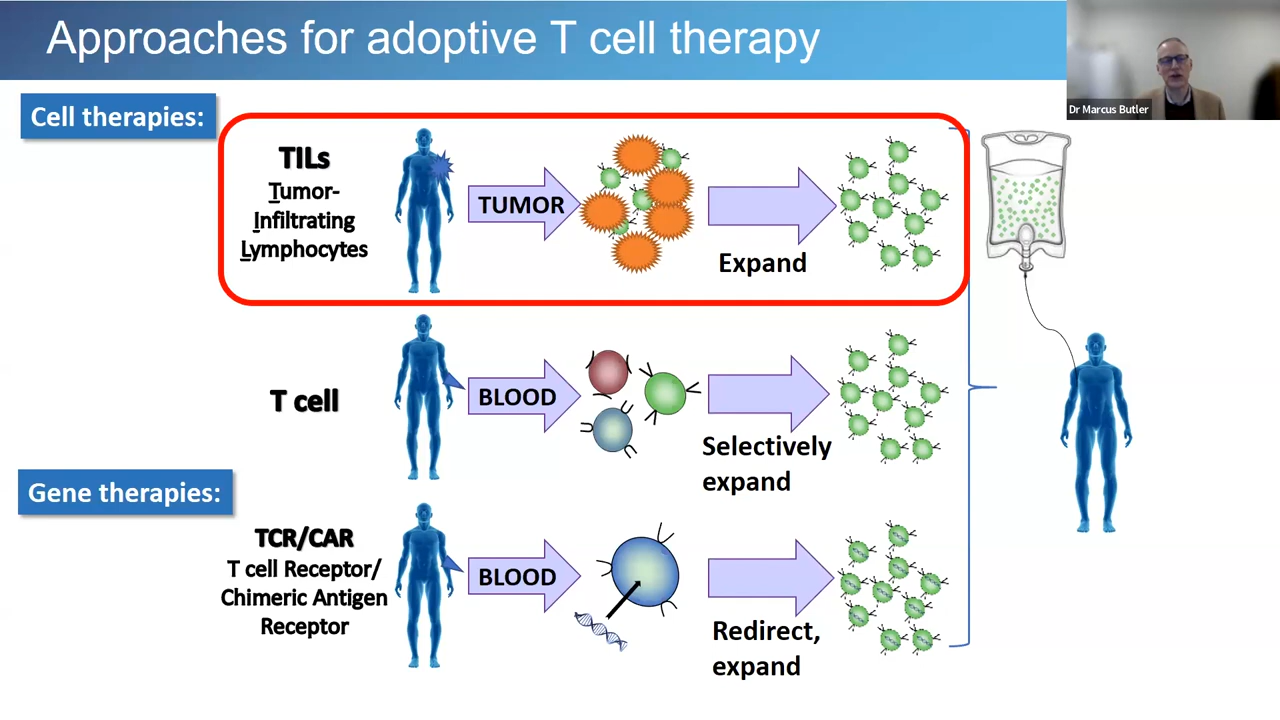 Approaches for adoptive T cell therapy
Dr Marcus Butler
Cell therapies:
TILs
Tumor-
Infiltrating
Lymphocytes
TUMOR
Expand
T cell
BLOOD
Selectively
expand
Gene therapies:
TCR/CAR
T cell Receptor/
Chimeric Antigen
Receptor
BLOOD
Redirect,
expand